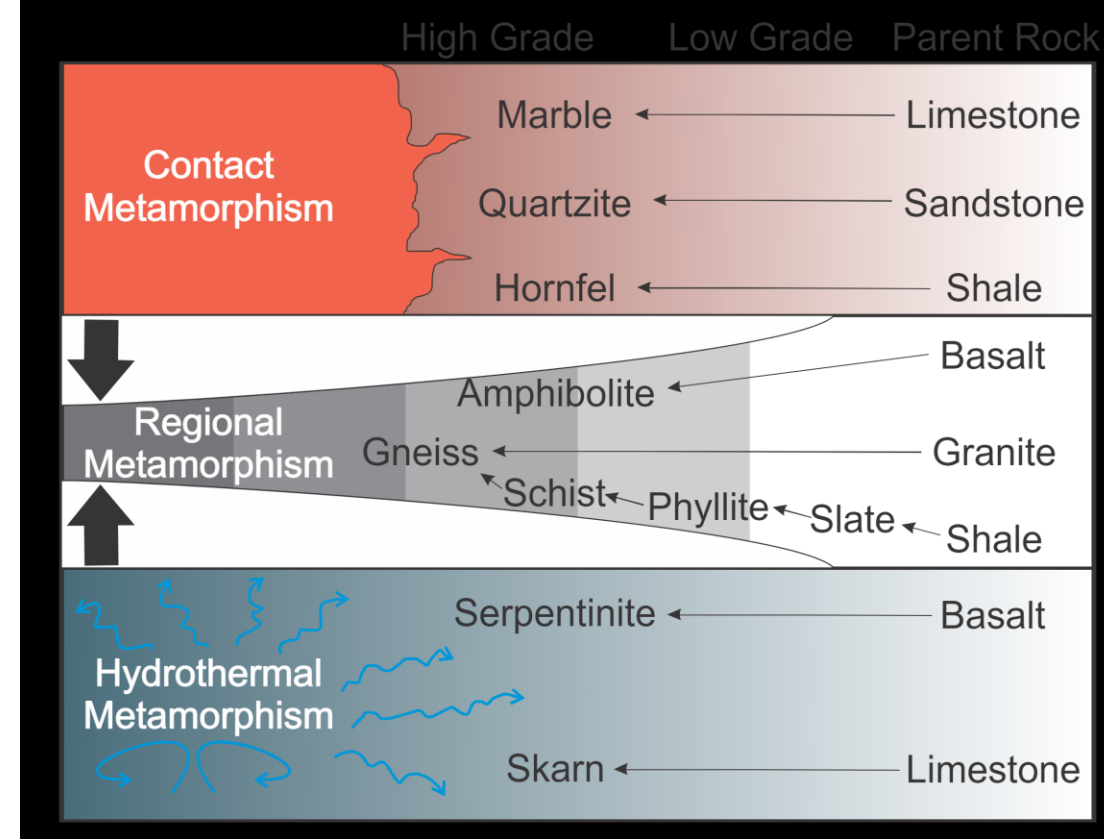 High Grade Low Grade Parent Rock
Contact
Metamorphism
Marble Limestone
Quartzite Sandstone
Hornfel Shale
Regional
Metamorphism
Basalt
Amphibolite
Gneiss Granite
Schist Phyllite Slate Shale
Hydrothermal
Metamorphism
Serpentinite Basalt
Skarn Limestone